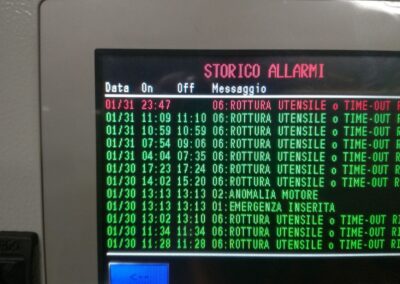 STORICO ALLARMI
Data On Off Messaggio
01/31 23:47 06:ROTTURA UTENSILE o TIME-OUT R
01/31 11:09 11:10 06:ROTTURA UTENSILE o TIME-OUT R
01/31 10:59 10:59 06:ROTTURA UTENSILE o TIME-OUT R
01/31 07:54 09:06 06:ROTTURA UTENSILE o TIME-OUT R
01/31 04:04 07:35 06:ROTTURA UTENSILE o TIME-OUT R
01/30 17:23 17:24 06:ROTTURA UTENSILE o TIME-OUT R
01/30 14:02 15:20 06:ROTTURA UTENSILE o TIME-OUT R
01/30 13:13 13:13 02:ANOMALIA MOTORE
01/30 13:13 13:13 01:EMERGENZA INSERITA
01/30 13:02 13:10 06:ROTTURA UTENSILE o TIME-OUT RI
01/30 11:34 11:34 06:ROTTURA UTENSILE o TIME-OUT RI
01/30 11:28 11:28 06:ROTTURA UTENSILE o TIME-OUT RI